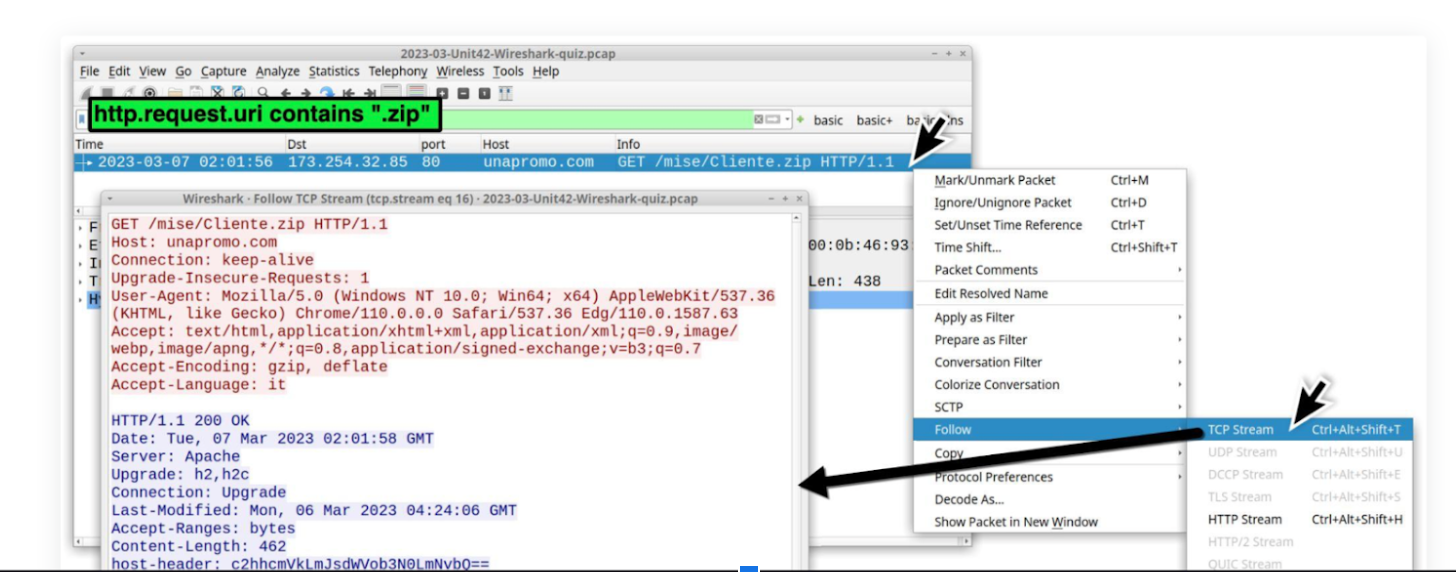 2023-03-Unit42-Wireshark-quiz.pcap
File Edit View Go Capture Analyze Statistics Telephony Wireless Tools Help
http.request.uri contains ".zip"
basic basic+
Time Dst port Host Info
2023-03-07 02:01:56 173.254.32.85 80 unapromo.com GET /mise/Cliente.zip HTTP/1.1
Wireshark · Follow TCP Stream (tcp.stream eq 16) · 2023-03-Unit42-Wireshark-quiz.pcap
GET /mise/Cliente.zip HTTP/1.1
Host: unapromo.com
Connection: keep-alive
Upgrade-Insecure-Requests: 1
User-Agent: Mozilla/5.0 (Windows NT 10.0; Win64; x64) AppleWebKit/537.36
(KHTML, like Gecko) Chrome/110.0.0.0 Safari/537.36 Edg/110.0.1587.63
Accept: text/html,application/xhtml+xml,application/xml;q=0.9,image/
webp,image/apng,*/*;q=0.8,application/signed-exchange;v=b3;q=0.7
Accept-Encoding: gzip, deflate
Accept-Language: it
HTTP/1.1 200 OK
Date: Tue, 07 Mar 2023 02:01:58 GMT
Server: Apache
Upgrade: h2,h2c
Connection: Upgrade
Last-Modified: Mon, 06 Mar 2023 04:24:06 GMT
Accept-Ranges: bytes
Content-Length: 462
host-header: c2hhcmVkLmJsdWVob3N0LmNvbQ==
00:0b:46:93:
Len: 438
Mark/Unmark Packet Ctrl+M
Ignore/Unignore Packet Ctrl+D
Set/Unset Time Reference Ctrl+T
Time Shift... Ctrl+Shift+T
Packet Comments
Edit Resolved Name
Apply as Filter
Prepare as Filter
Conversation Filter
Colorize Conversation
SCTP
Follow
Copy
Protocol Preferences
Decode As...
Show Packet in New Window
TCP Stream Ctrl+Alt+Shift+T
UDP Stream Ctrl+Alt+Shift+U
DCCP Stream Ctrl+Alt+Shift+E
TLS Stream Ctrl+Alt+Shift+S
HTTP Stream Ctrl+Alt+Shift+H
HTTP/2 Stream
QUIC Stream